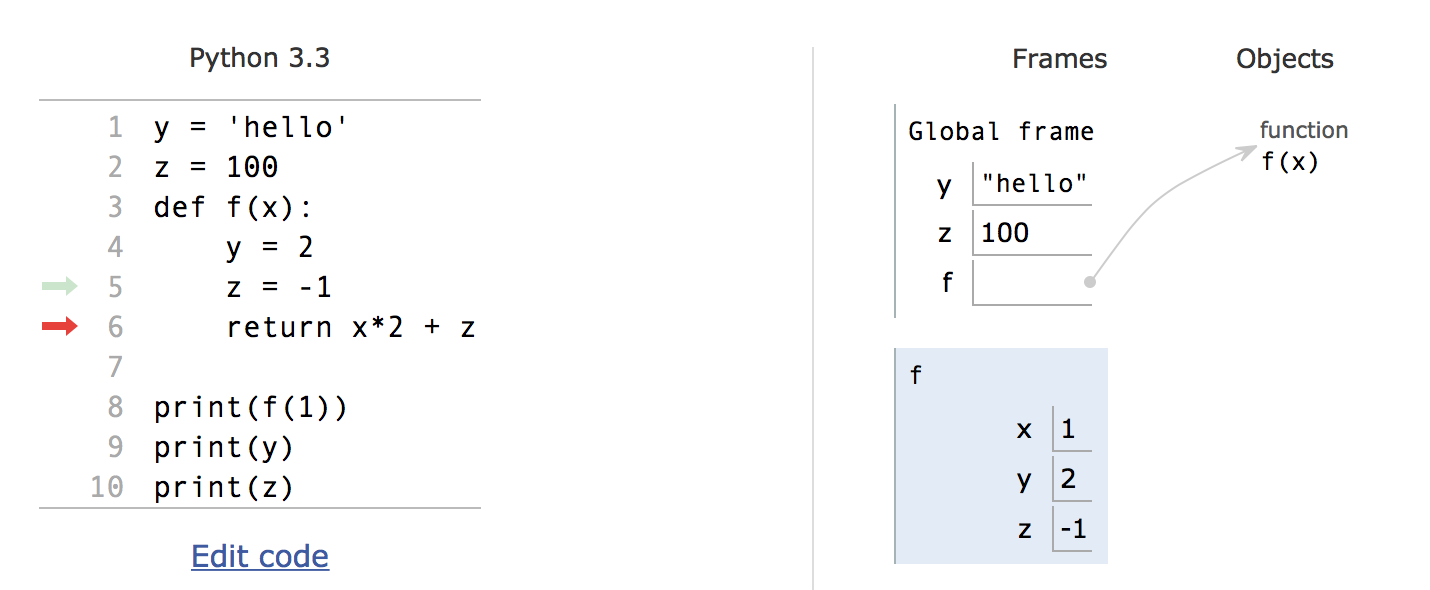 Python 3.3
1 y = 'hello'
2 z = 100
3 def f(x):
4     y = 2
5     z = -1
6     return x*2 + z
7
8 print(f(1))
9 print(y)
10 print(z)
Edit code
Frames
Objects
Global frame
y "hello"
z 100
f
function
f(x)
f
x 1
y 2
z -1